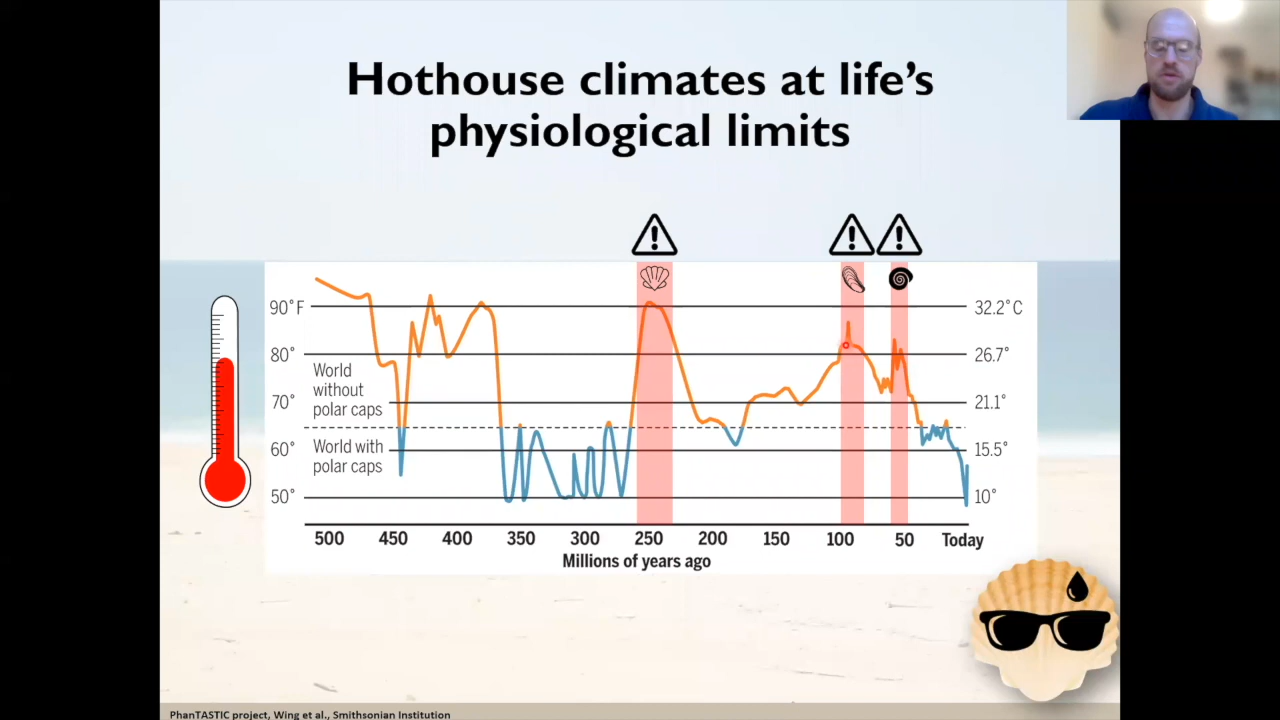 Hothouse climates at life's
physiological limits
90°F
32.2°C
80°
26.7°
World
without
polar caps
70°
21.1°
World with
polar caps
60°
15.5°
50°
10°
500 450 400 350 300 250 200 150 100 50 Today
Millions of years ago
PhanTASTIC project, Wing et al., Smithsonian Institution